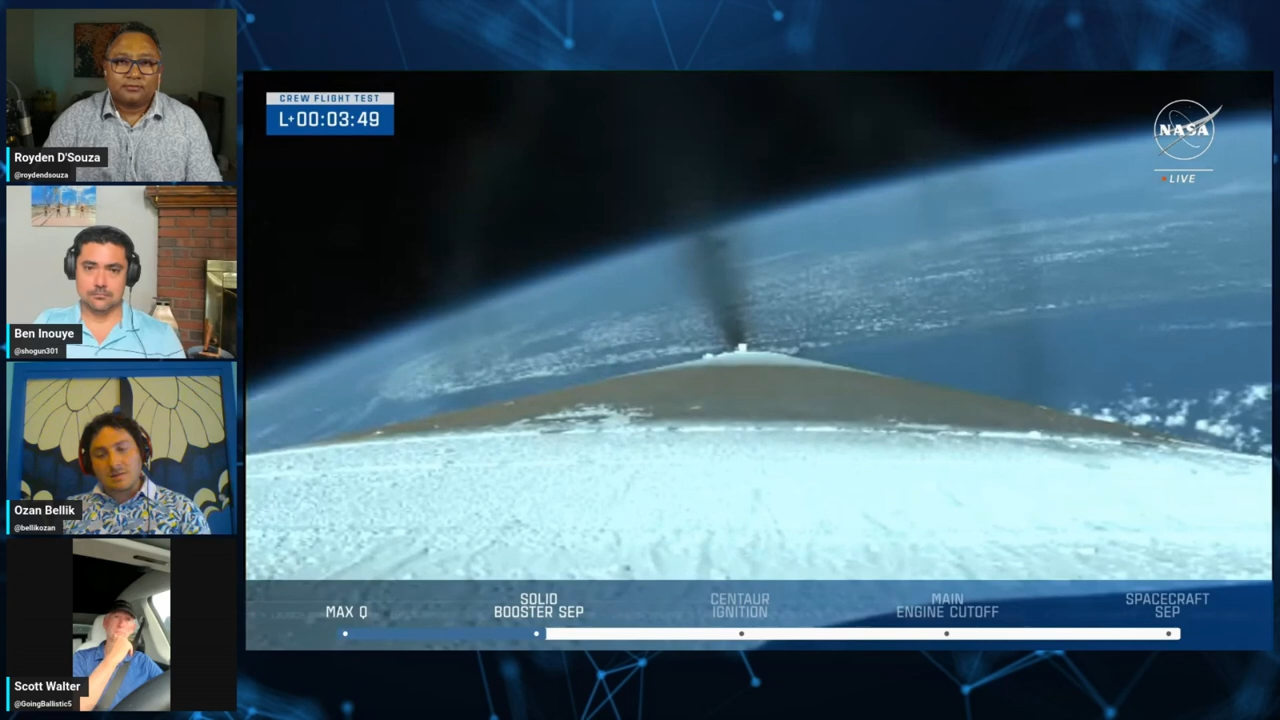 Royden D'Souza
@roydendsouza
Ben Inouye
@shogun301
Ozan Bellik
@bellikozan
Scott Walter
@GoingBallistic5
CREW FLIGHT TEST
L+00:03:49
NASA
LIVE
MAX Q
SOLID
BOOSTER SEP
CENTAUR
IGNITION
MAIN
ENGINE CUTOFF
SPACECRAFT
SEP